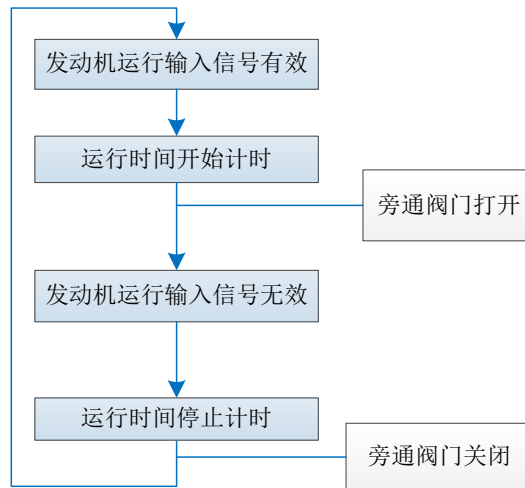 发动机运行输入信号有效
运行时间开始计时
旁通阀门打开
发动机运行输入信号无效
运行时间停止计时
旁通阀门关闭